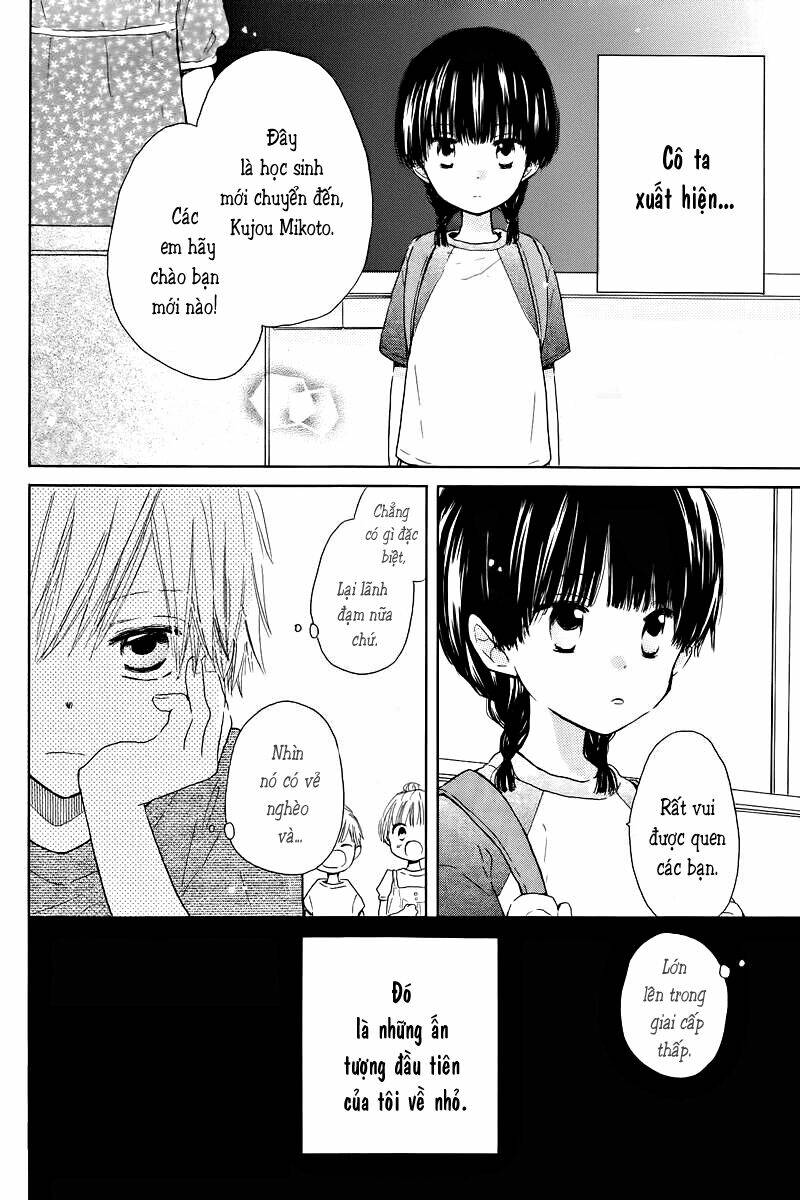 Cô ta
xuất hiện...
Đây
là học sinh
mới chuyển đến,
Kujou Mikoto.
Các
em hãy
chào bạn
mới nào!
Rất vui
được quen
các bạn.
Chẳng
có gì đặc
biệt,
Lại lãnh
đạm nữa
chứ.
Nhìn
nó có vẻ
nghèo
và...
Lớn
lên trong
giai cấp
thấp.
Đó
là những ấn
tượng đầu tiên
của tôi về nhỏ.